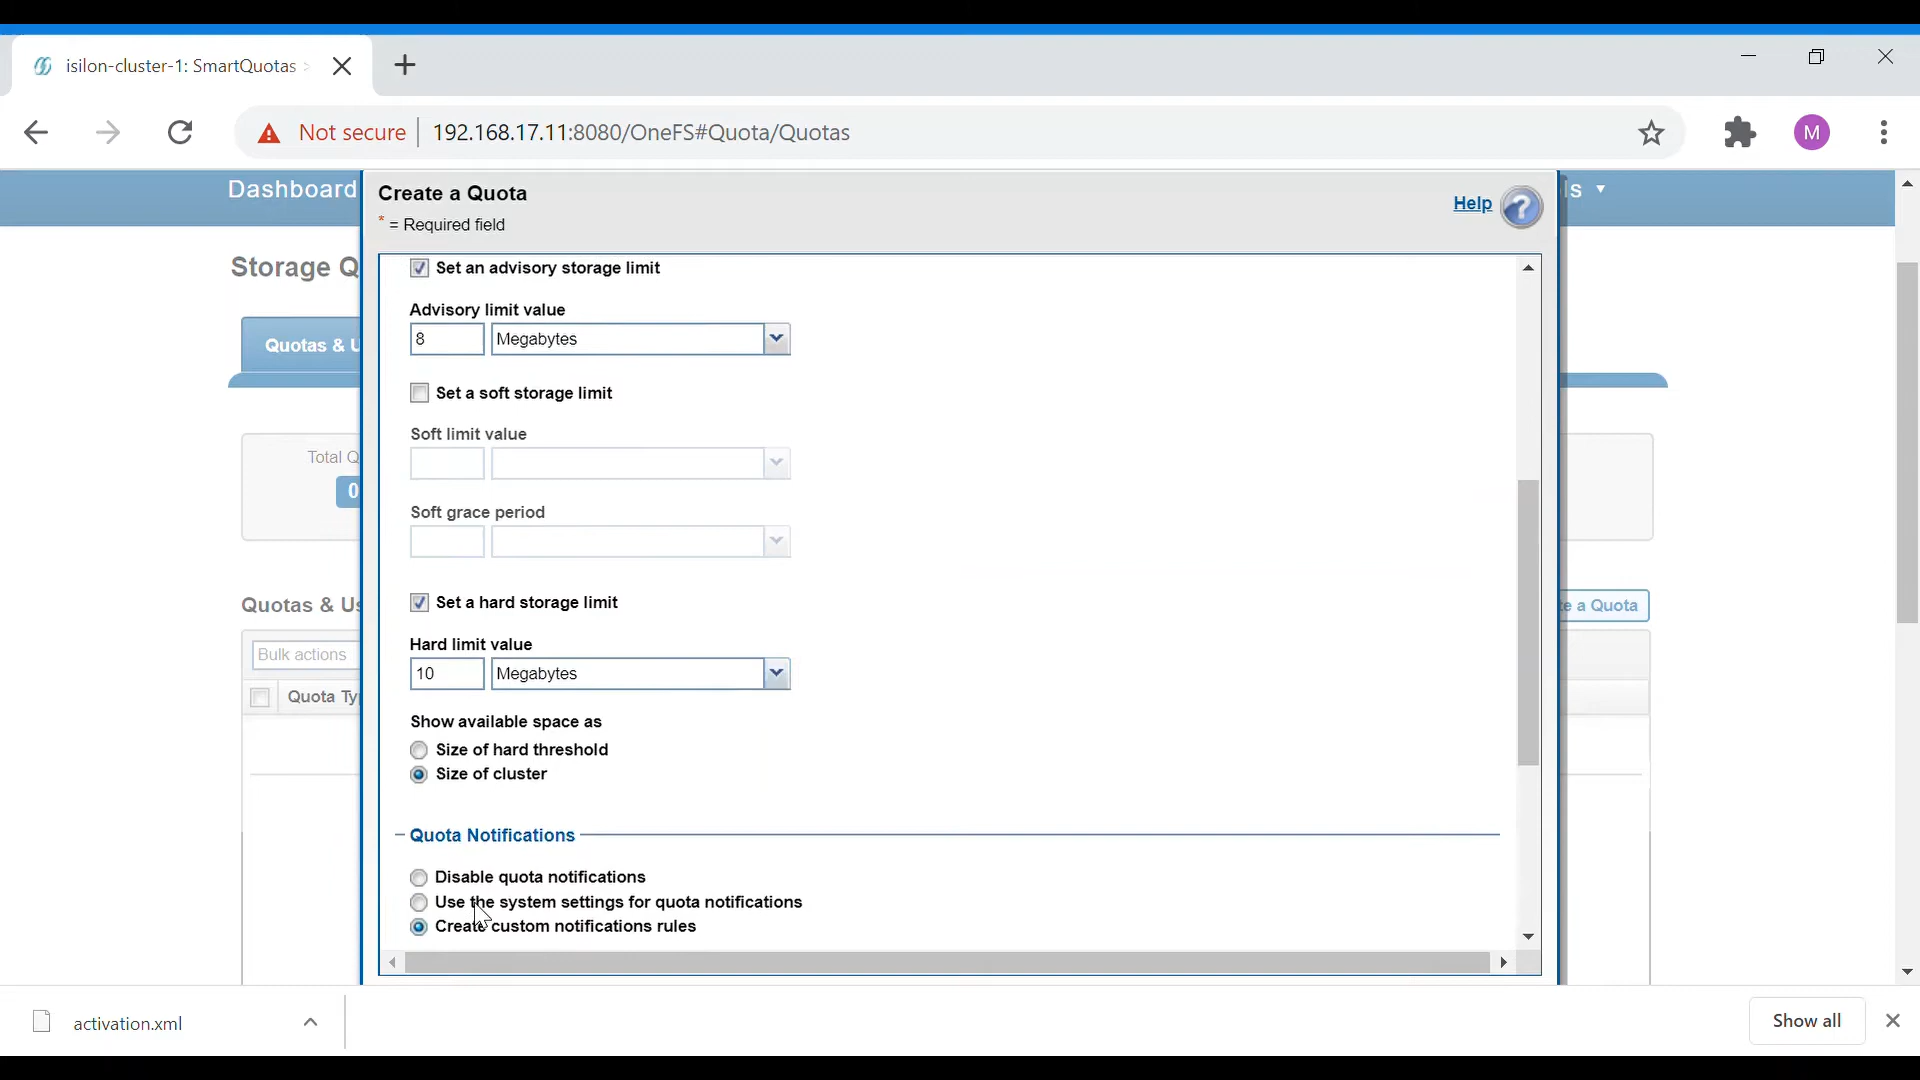 isilon-cluster-1: SmartQuotas >
Not secure
192.168.17.11:8080/OneFS#Quota/Quotas
M
Dashboard
ls
Create a Quota
* = Required field
Help
?
Storage Q
Set an advisory storage limit
Advisory limit value
8
Megabytes
Quotas & U
Set a soft storage limit
Soft limit value
Total Q
0
Soft grace period
Quotas & Us
Set a hard storage limit
te a Quota
Hard limit value
Bulk actions
10
Megabytes
Quota Ty
Show available space as
Size of hard threshold
Size of cluster
Quota Notifications
Disable quota notifications
Use the system settings for quota notifications
Create custom notifications rules
activation.xml
Show all